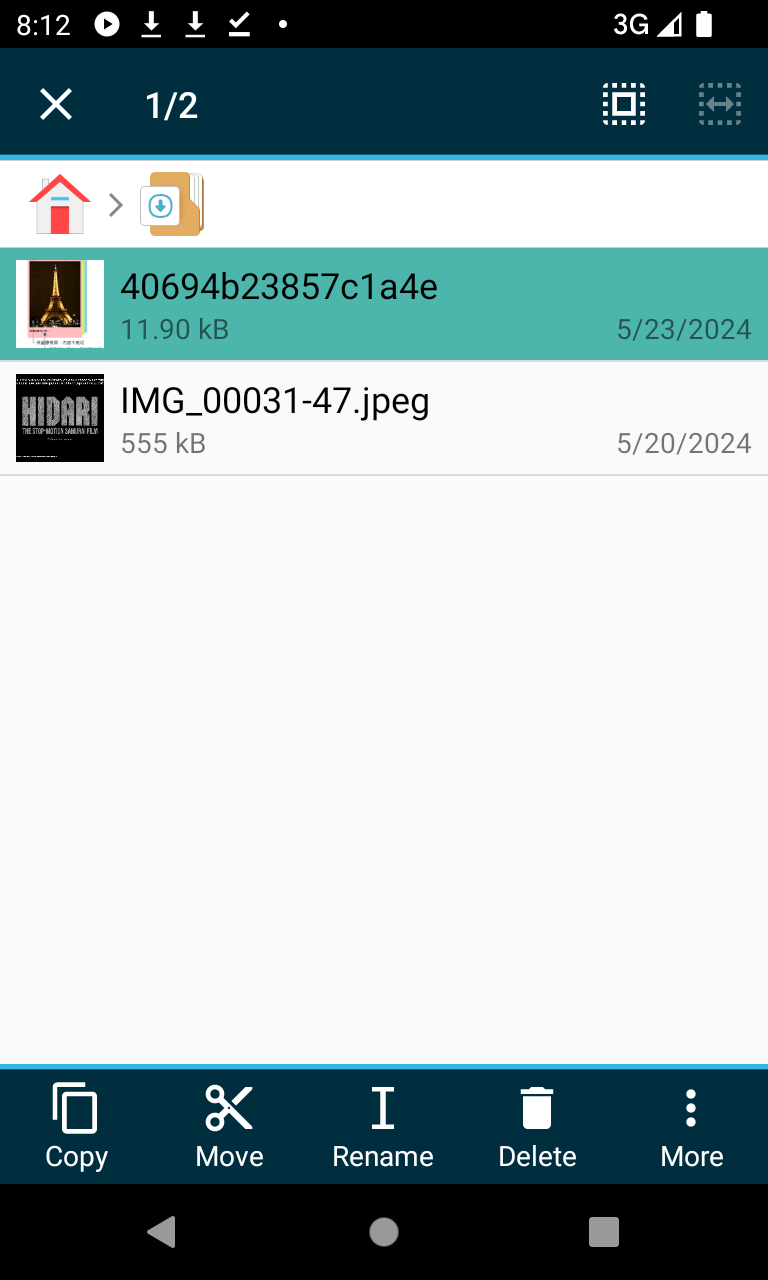 8:12
3G
1/2
40694b23857c1a4e
11.90 kB
5/23/2024
HIDARI
THE STOP-MOTION SAMURAI FILM
IMG_00031-47.jpeg
555 kB
5/20/2024
Copy
Move
Rename
Delete
More